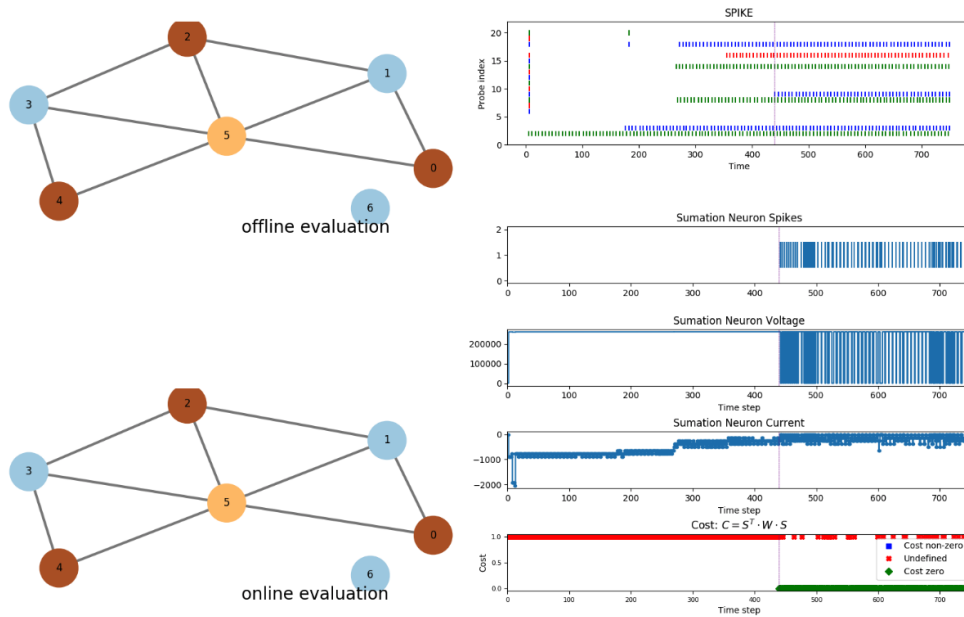 2
1
3
5
0
4
6
offline evaluation
2
1
3
5
0
4
6
online evaluation
SPIKE
Probe index
20
15
10
5
0
0 100 200 300 400 500 600 700
Time
Sumation Neuron Spikes
2
1
0
0 100 200 300 400 500 600 700
Sumation Neuron Voltage
200000
100000
0
0 100 200 300 400 500 600 700
Time step
Sumation Neuron Current
0
−1000
−2000
0 100 200 300 400 500 600 700
Time step
Cost: C = Sᵀ · W · S
Cost
1.0
0.5
0.0
Cost non-zero
Undefined
Cost zero
0 100 200 300 400 500 600 700
Time step